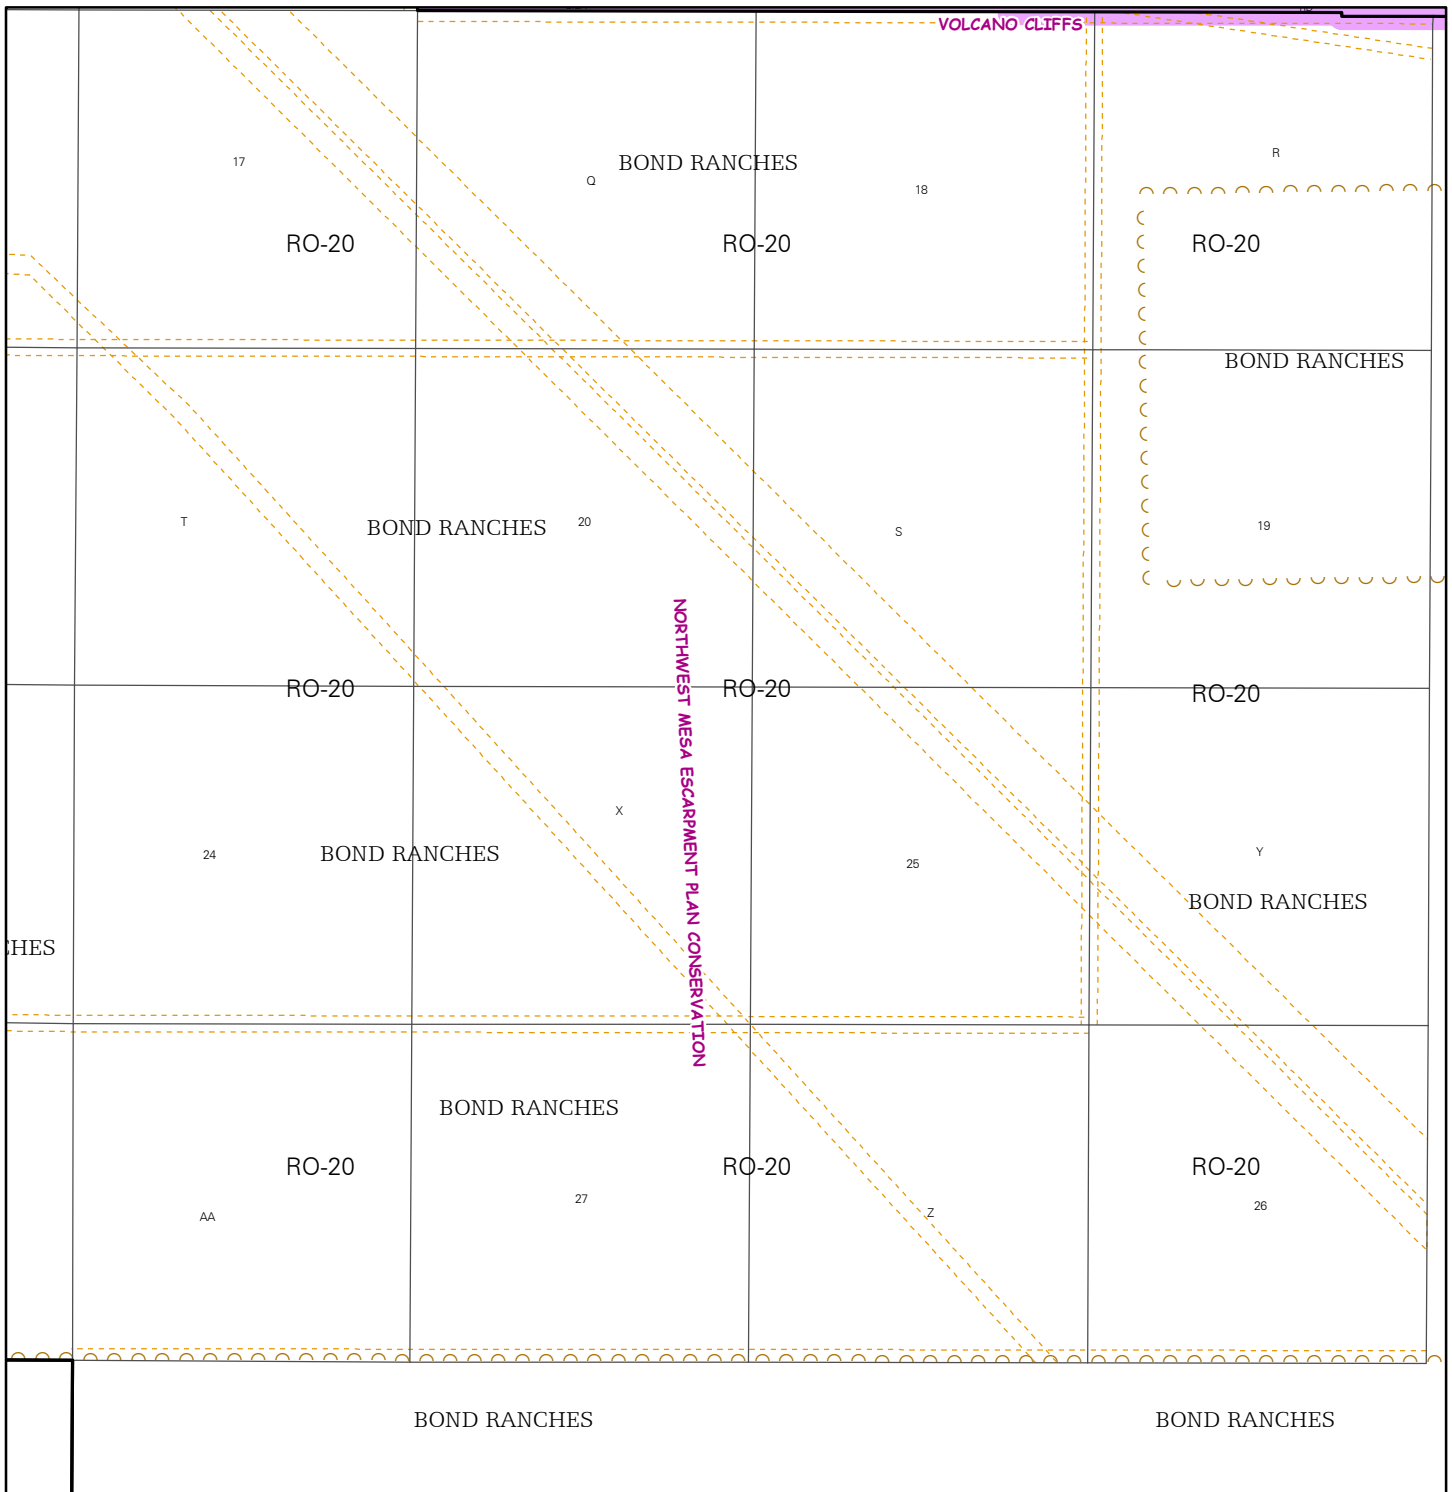 VOLCANO CLIFFS
17
BOND RANCHES
R
Q
18
RO-20
RO-20
RO-20
BOND RANCHES
T
BOND RANCHES
20
S
19
NORTHWEST MESA ESCARPMENT PLAN CONSERVATION
RO-20
RO-20
RO-20
X
24
BOND RANCHES
25
Y
BOND RANCHES
CHES
BOND RANCHES
RO-20
RO-20
RO-20
AA
27
Z
26
BOND RANCHES
BOND RANCHES